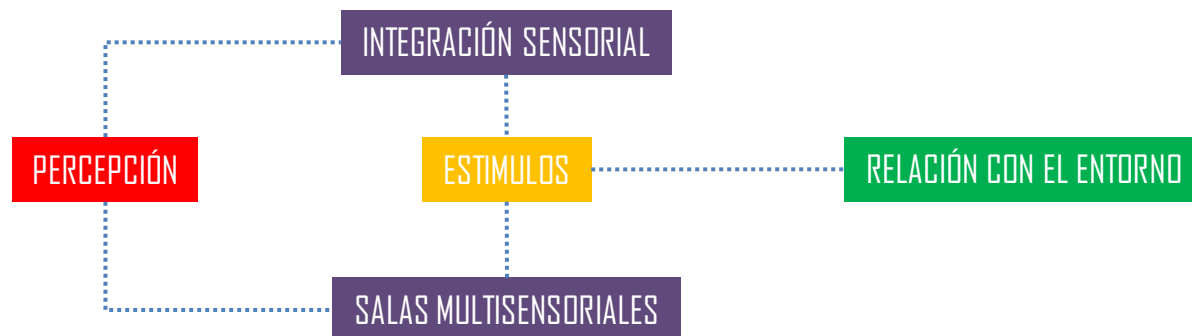 INTEGRACIÓN SENSORIAL
PERCEPCIÓN
ESTIMULOS
RELACIÓN CON EL ENTORNO
SALAS MULTISENSORIALES